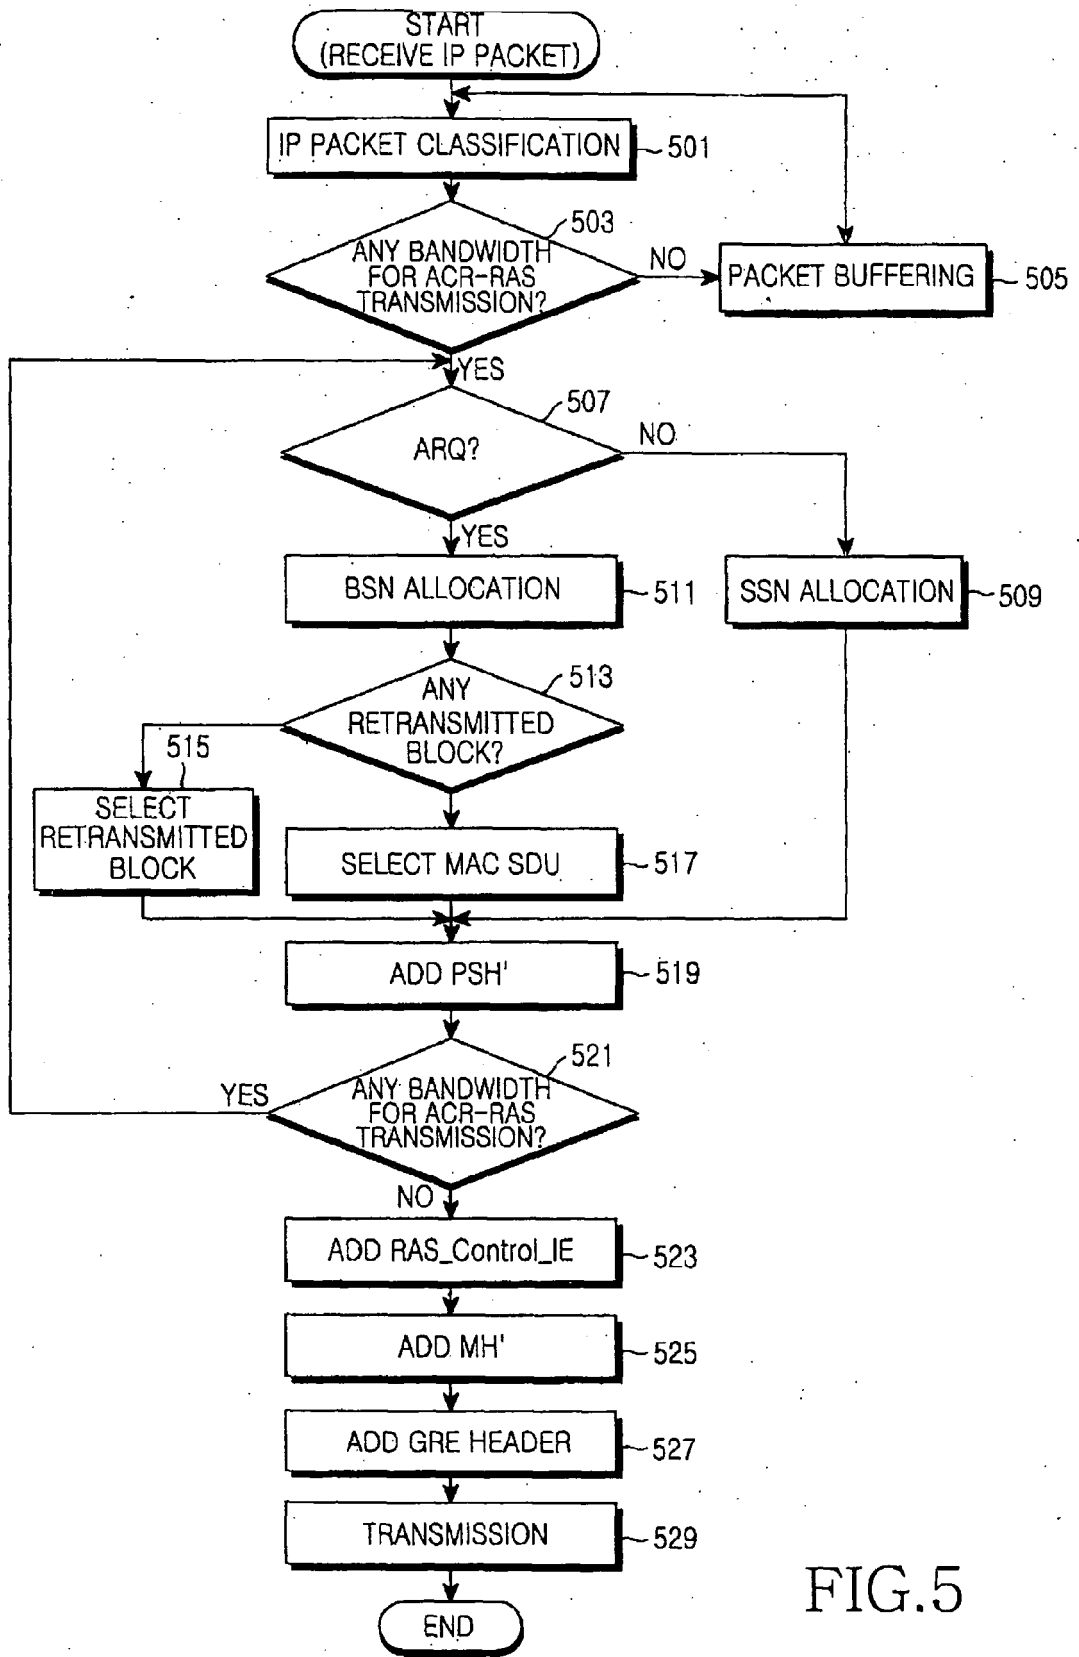 START
(RECEIVE IP PACKET)
IP PACKET CLASSIFICATION
501
503
ANY BANDWIDTH
FOR ACR-RAS
TRANSMISSION?
NO
PACKET BUFFERING
505
YES
507
ARQ?
NO
YES
BSN ALLOCATION
511
SSN ALLOCATION
509
513
ANY
RETRANSMITTED
BLOCK?
515
SELECT
RETRANSMITTED
BLOCK
SELECT MAC SDU
517
ADD PSH'
519
521
YES
ANY BANDWIDTH
FOR ACR-RAS
TRANSMISSION?
NO
ADD RAS_Control_IE
523
ADD MH'
525
ADD GRE HEADER
527
TRANSMISSION
529
END
FIG.5